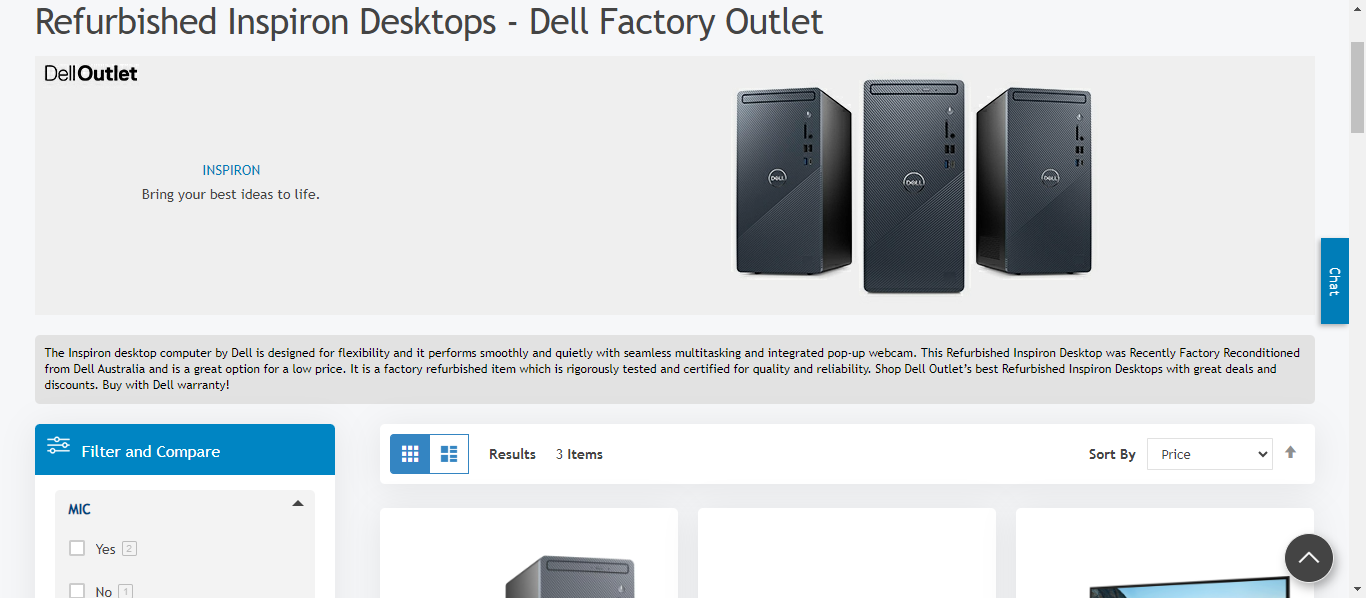 Refurbished Inspiron Desktops - Dell Factory Outlet
DellOutlet
INSPIRON
Bring your best ideas to life.
DELL
DELL
DELL
Chat
The Inspiron desktop computer by Dell is designed for flexibility and it performs smoothly and quietly with seamless multitasking and integrated pop-up webcam. This Refurbished Inspiron Desktop was Recently Factory Reconditioned
from Dell Australia and is a great option for a low price. It is a factory refurbished item which is rigorously tested and certified for quality and reliability. Shop Dell Outlet's best Refurbished Inspiron Desktops with great deals and
discounts. Buy with Dell warranty!
Filter and Compare
Results 3 Items
Sort By Price
MIC
Yes 2
No 1